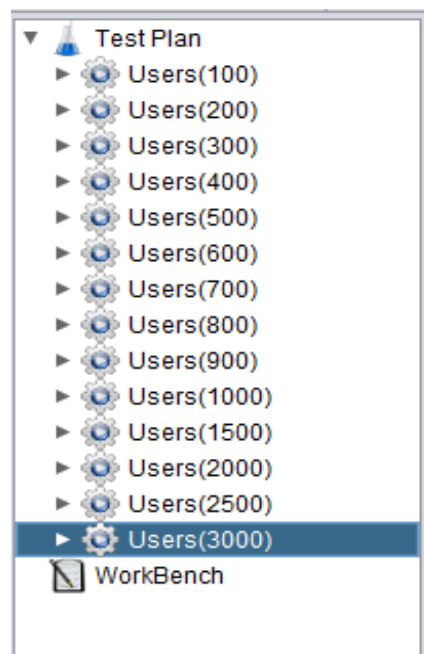 Test Plan
Users(100)
Users(200)
Users(300)
Users(400)
Users(500)
Users(600)
Users(700)
Users(800)
Users(900)
Users(1000)
Users(1500)
Users(2000)
Users(2500)
Users(3000)
WorkBench